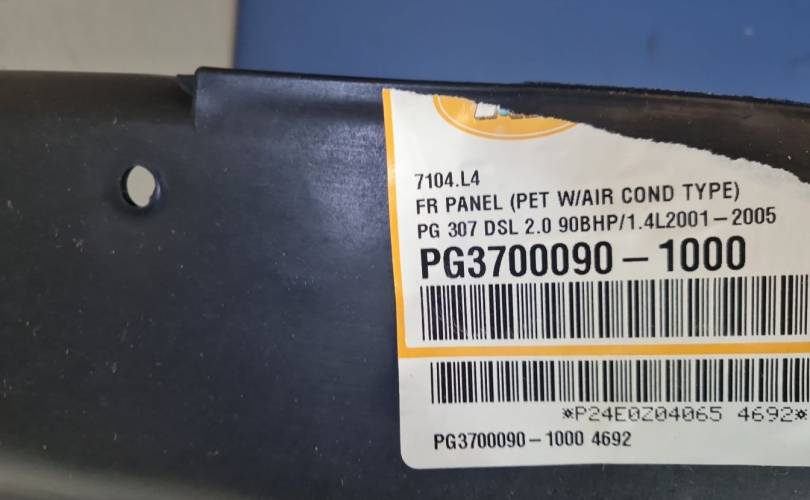 7104.L4
FR PANEL (PET W/AIR COND TYPE)
PG 307 DSL 2.0 90BHP/1.4L2001-2005
PG3700090-1000
*P24E0Z04065 4692*
PG3700090-1000 4692